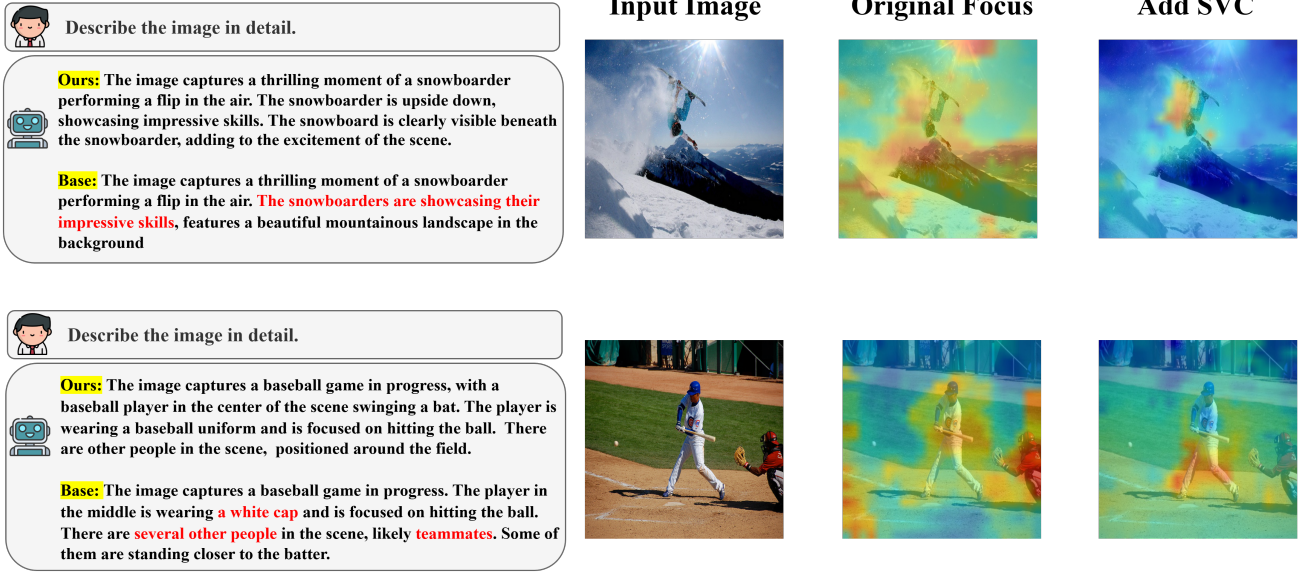 Input Image Original Focus Add SVC
Describe the image in detail.
Ours: The image captures a thrilling moment of a snowboarder
performing a flip in the air. The snowboarder is upside down,
showcasing impressive skills. The snowboard is clearly visible beneath
the snowboarder, adding to the excitement of the scene.
Base: The image captures a thrilling moment of a snowboarder
performing a flip in the air. The snowboarders are showcasing their
impressive skills, features a beautiful mountainous landscape in the
background
Describe the image in detail.
Ours: The image captures a baseball game in progress, with a
baseball player in the center of the scene swinging a bat. The player is
wearing a baseball uniform and is focused on hitting the ball. There
are other people in the scene, positioned around the field.
Base: The image captures a baseball game in progress. The player in
the middle is wearing a white cap and is focused on hitting the ball.
There are several other people in the scene, likely teammates. Some of
them are standing closer to the batter.